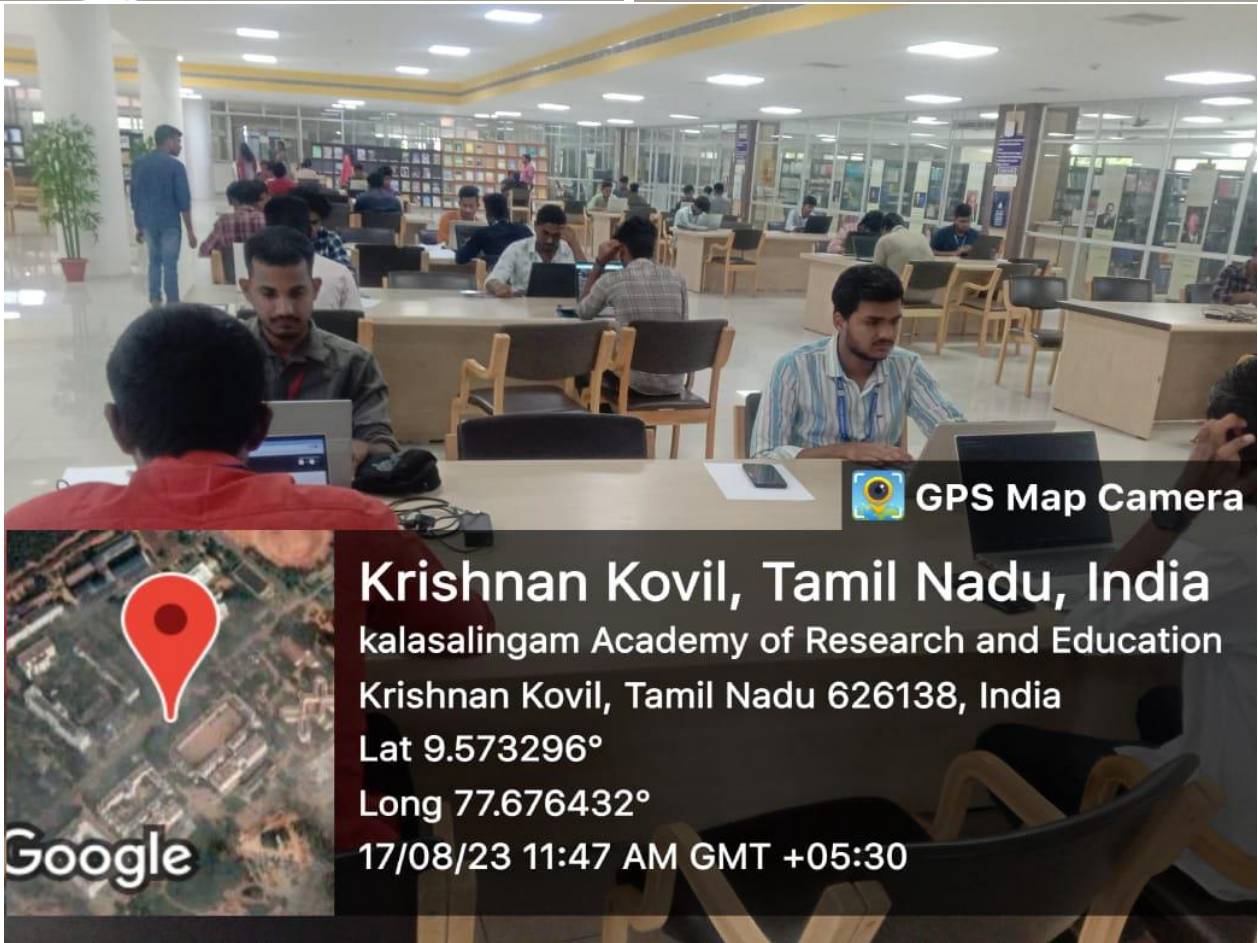 GPS Map Camera
Krishnan Kovil, Tamil Nadu, India
kalasalingam Academy of Research and Education
Krishnan Kovil, Tamil Nadu 626138, India
Lat 9.573296°
Long 77.676432°
17/08/23 11:47 AM GMT +05:30
Google